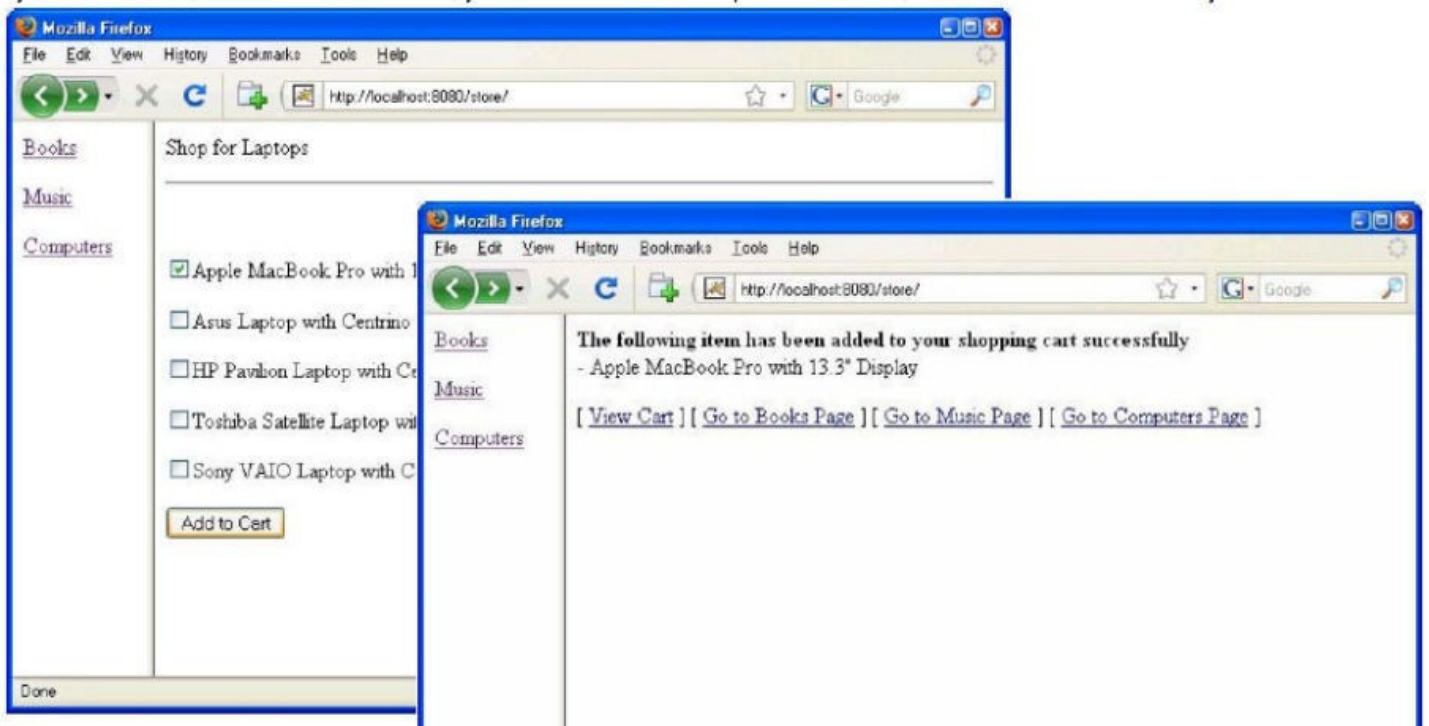 Mozilla Firefox
File Edit View History Bookmarks Tools Help
http://localhost:8080/store/
Google
Books
Music
Computers
Shop for Laptops
Apple MacBook Pro with
Asus Laptop with Centrino
HP Pavilion Laptop with
Toshiba Satellite Laptop
Sony VAIO Laptop with C
Add to Cart
Done
Mozilla Firefox
File Edit View History Bookmarks Tools Help
http://localhost:8080/store/
Google
Books
Music
Computers
The following item has been added to your shopping cart successfully
- Apple MacBook Pro with 13.3" Display
[ View Cart ] [ Go to Books Page ] [ Go to Music Page ] [ Go to Computers Page ]